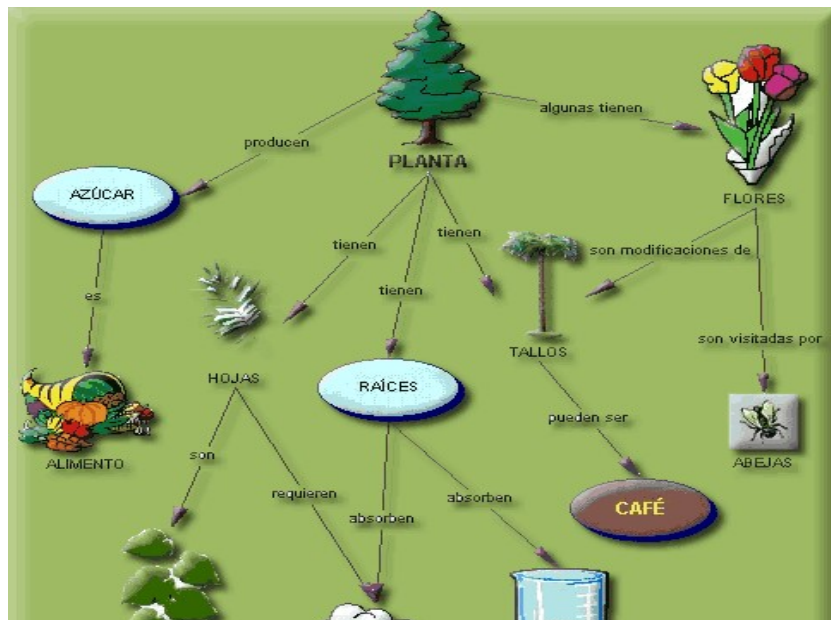 algunas tienen
producen
PLANTA
AZÚCAR
FLORES
tienen
tienen
son modificaciones de
tienen
es
son visitadas por
TALLOS
HOJAS
RAÍCES
pueden ser
ALIMENTO
son
ABEJAS
requieren
absorben
absorben
CAFÉ